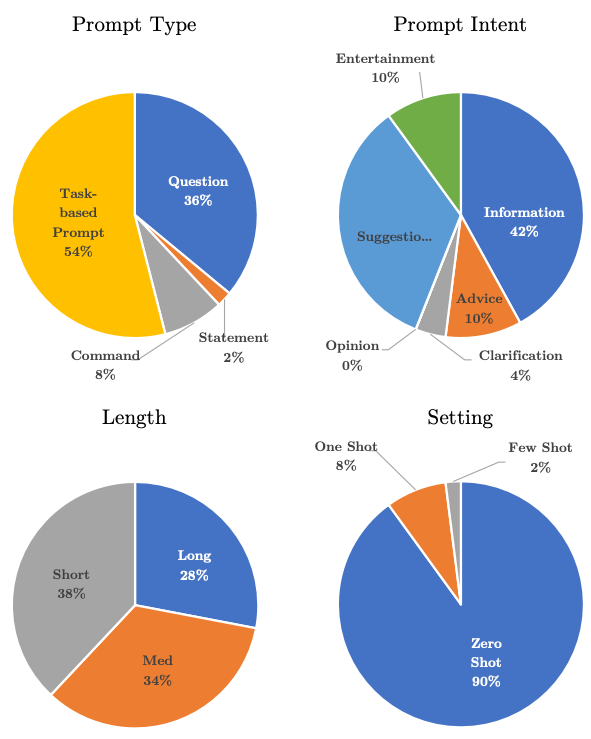 Prompt Type
Question
36%
Statement
2%
Command
8%
Task-
based
Prompt
54%
Prompt Intent
Entertainment
10%
Information
42%
Advice
10%
Clarification
4%
Opinion
0%
Suggestio...
Length
Long
28%
Med
34%
Short
38%
Setting
One Shot
8%
Few Shot
2%
Zero
Shot
90%